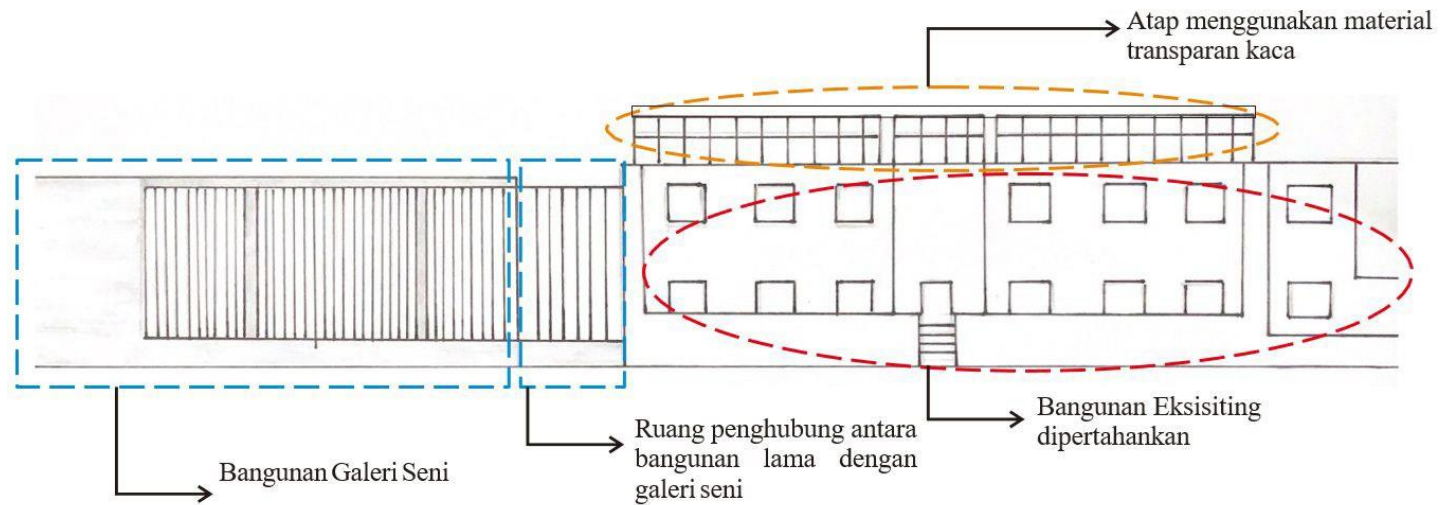 Atap menggunakan material
transparan kaca
Bangunan Eksisiting
dipertahankan
Ruang penghubung antara
bangunan lama dengan
galeri seni
Bangunan Galeri Seni